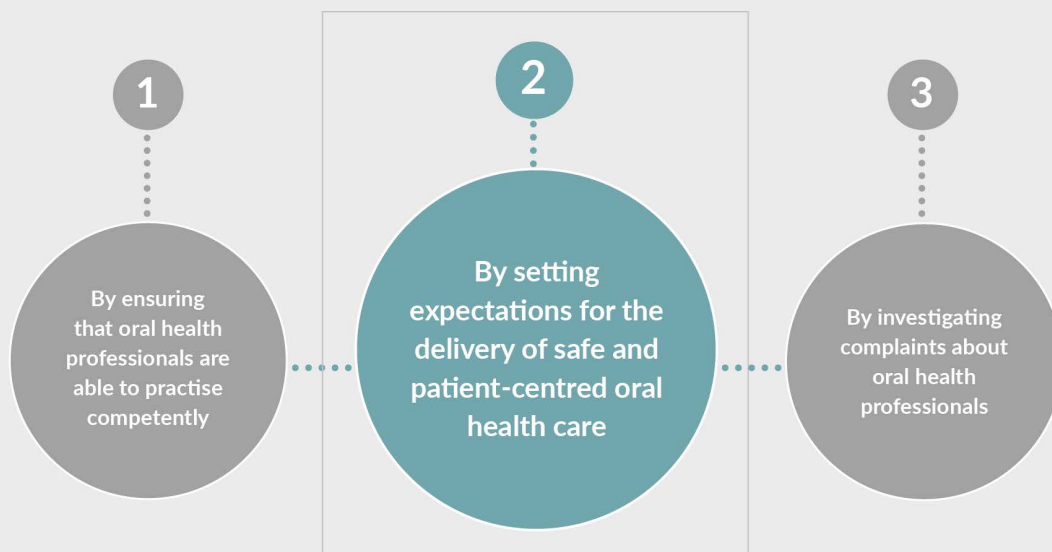 1
By ensuring
that oral health
professionals are
able to practise
competently
2
By setting
expectations for the
delivery of safe and
patient-centred oral
health care
3
By investigating
complaints about
oral health
professionals